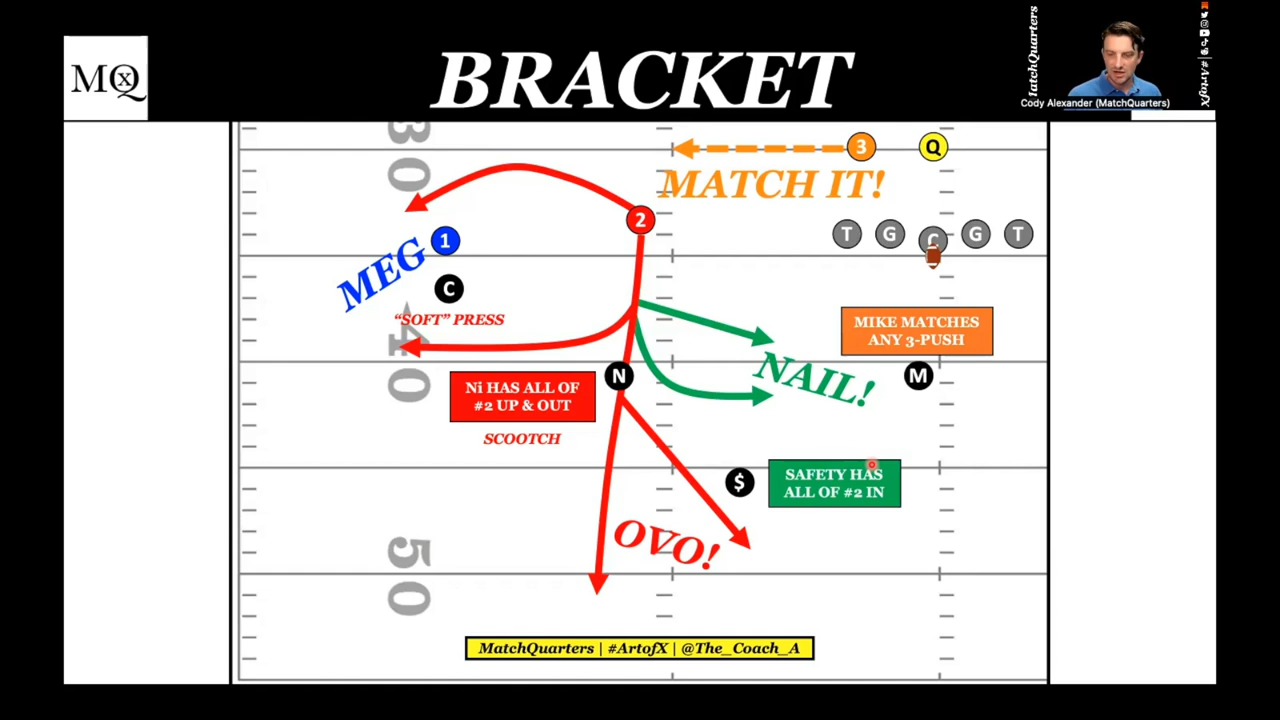 MQ
x
BRACKET
MatchQuarters
#ArtofX
Cody Alexander (MatchQuarters)
30
3
Q
MATCH IT!
2
1
MEG
T G C G T
C
"SOFT" PRESS
MIKE MATCHES
ANY 3-PUSH
40
N
NAIL!
M
Ni HAS ALL OF
#2 UP & OUT
SCOOTCH
$
SAFETY HAS
ALL OF #2 IN
OVO!
50
MatchQuarters | #ArtofX | @The_Coach_A